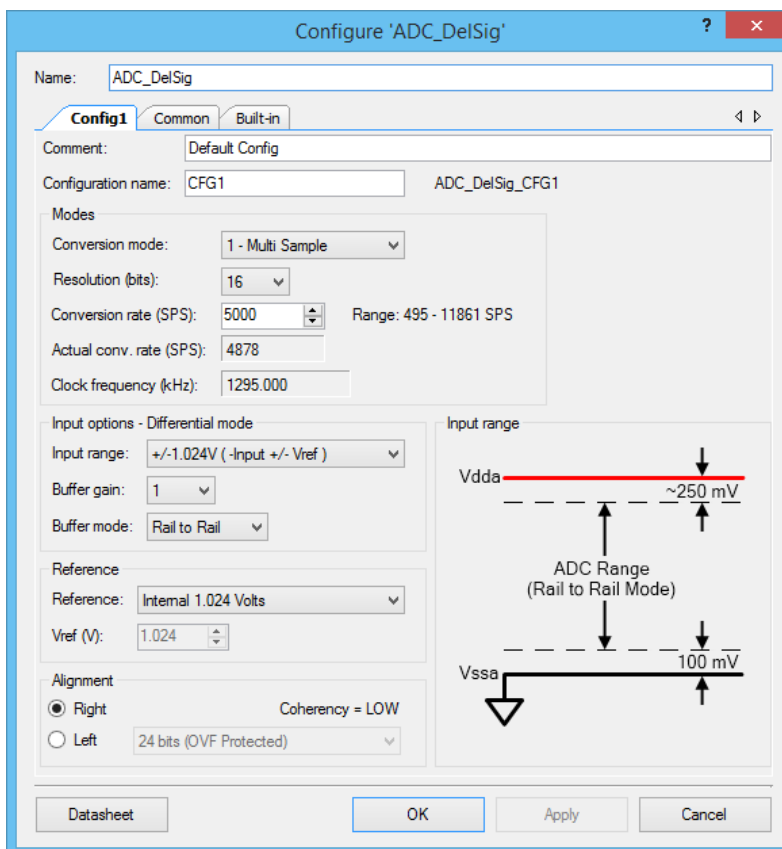 Configure 'ADC_DelSig'
?
×
Name: ADC_DelSig
Config1 Common Built-in
Comment: Default Config
Configuration name: CFG1 ADC_DelSig_CFG1
Modes
Conversion mode: 1 - Multi Sample
Resolution (bits): 16
Conversion rate (SPS): 5000 Range: 495 - 11861 SPS
Actual conv. rate (SPS): 4878
Clock frequency (kHz): 1295.000
Input options - Differential mode
Input range: +/-1.024V ( -Input +/- Vref )
Buffer gain: 1
Buffer mode: Rail to Rail
Reference
Reference: Internal 1.024 Volts
Vref (V): 1.024
Alignment
Right Coherency = LOW
Left 24 bits (OVF Protected)
Input range
Vdda
~250 mV
ADC Range
(Rail to Rail Mode)
100 mV
Vssa
Datasheet OK Apply Cancel